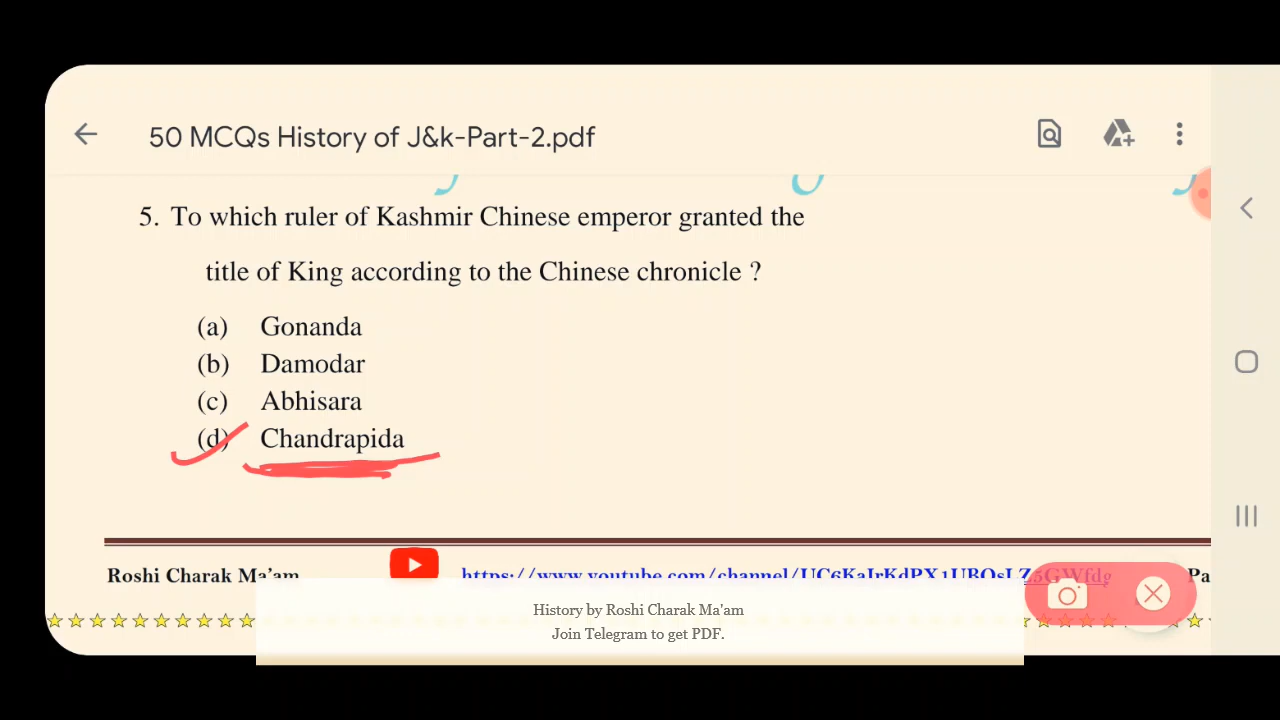 50 MCQs History of J&k-Part-2.pdf
5. To which ruler of Kashmir Chinese emperor granted the
title of King according to the Chinese chronicle ?
(a) Gonanda
(b) Damodar
(c) Abhisara
(d) Chandrapida
Roshi Charak Ma'am
Pa
History by Roshi Charak Ma'am
Join Telegram to get PDF.